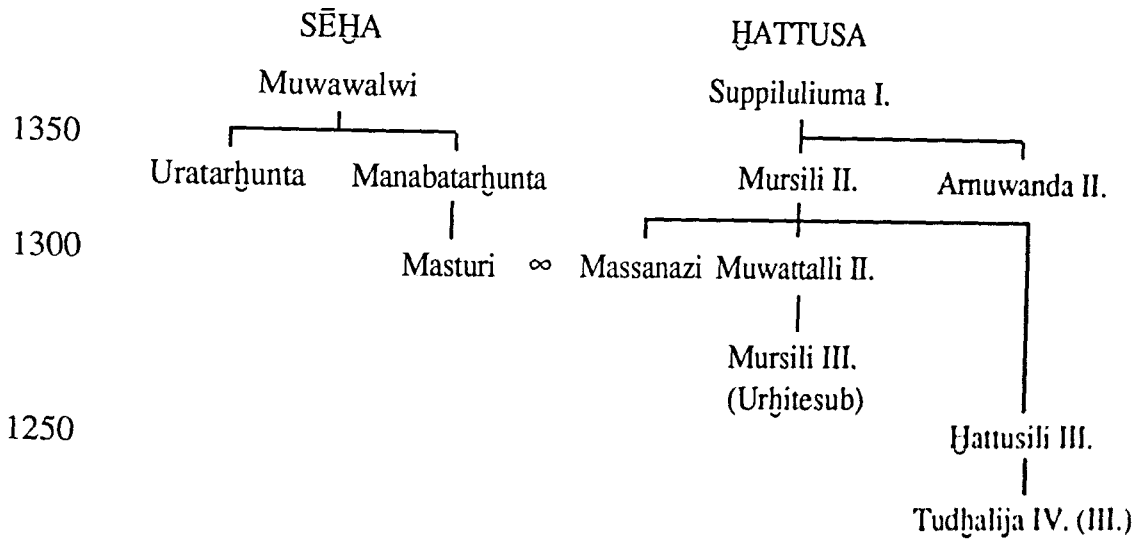 SĒḪA ḪATTUSA
Muwawalwi Suppiluliuma I.
1350
Uratarḫunta Manabatarḫunta Mursili II. Arnuwanda II.
1300
Masturi ∞ Massanazi Muwattalli II.
Mursili III.
(Urḫitesub)
1250
Ḫattusili III.
Tudḫalija IV. (III.)